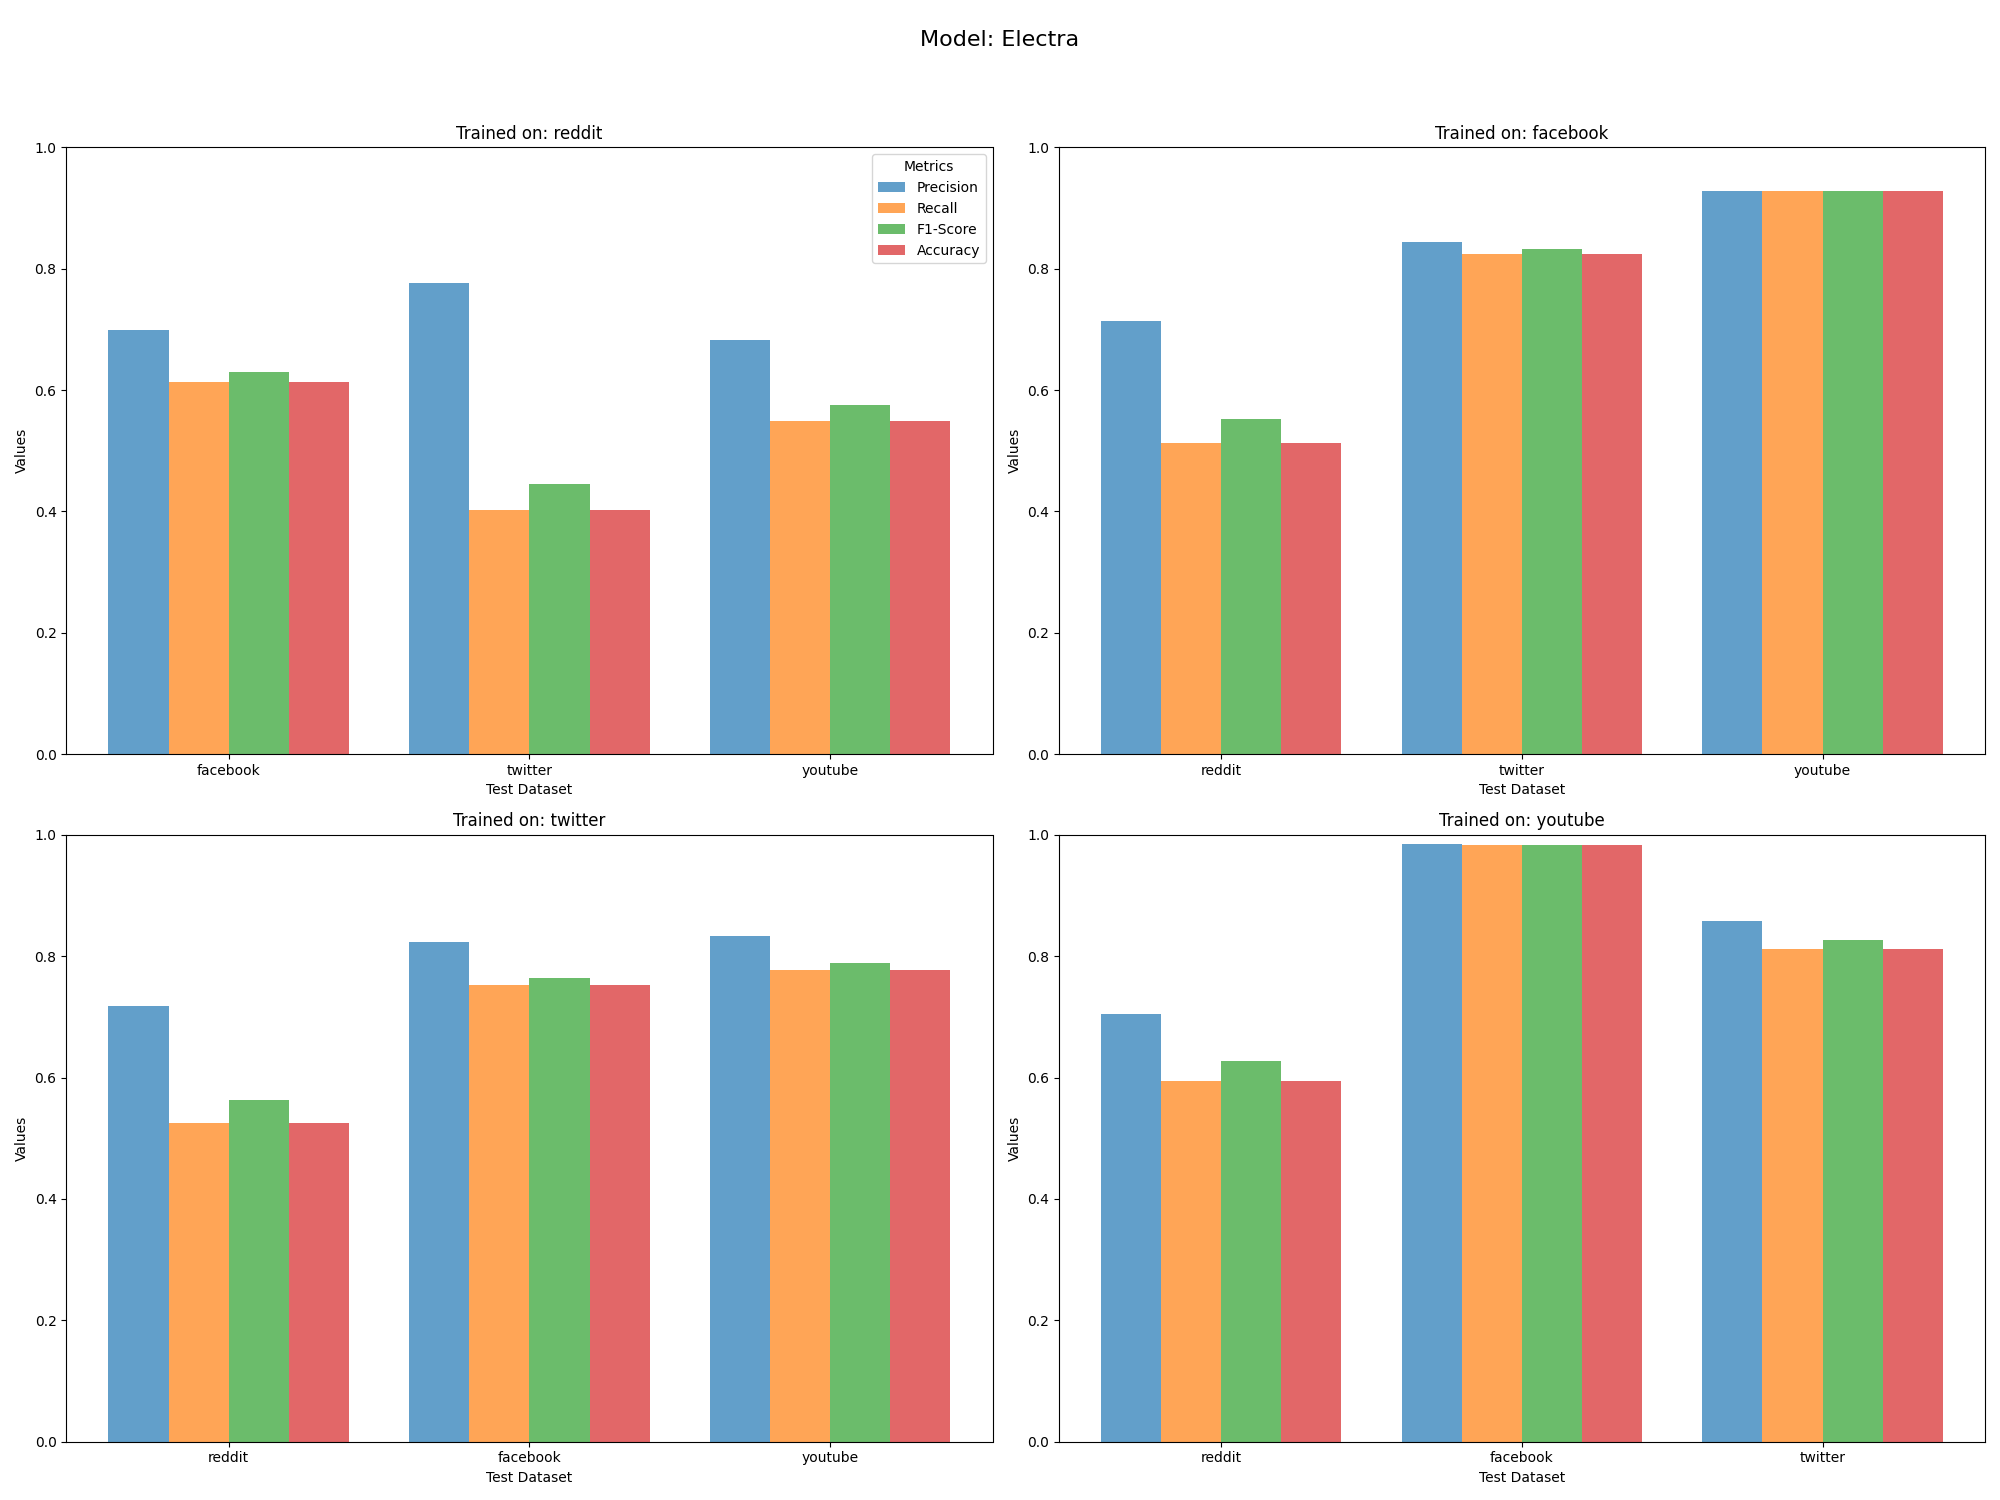 Model: Electra
Trained on: reddit
1.0
0.8
0.6
0.4
0.2
0.0
Values
Metrics
Precision
Recall
F1-Score
Accuracy
facebook twitter youtube
Test Dataset
Trained on: facebook
1.0
0.8
0.6
0.4
0.2
0.0
Values
reddit twitter youtube
Test Dataset
Trained on: twitter
1.0
0.8
0.6
0.4
0.2
0.0
Values
reddit facebook youtube
Test Dataset
Trained on: youtube
1.0
0.8
0.6
0.4
0.2
0.0
Values
reddit facebook twitter
Test Dataset